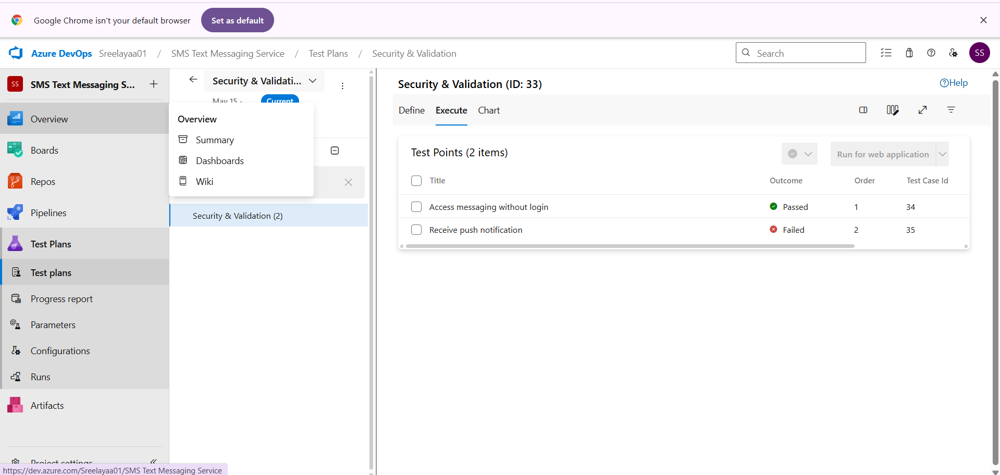 Google Chrome isn't your default browser
Set as default
Azure DevOps Sreelayaa01 / SMS Text Messaging Service / Test Plans / Security & Validation
Search
SS
SS SMS Text Messaging S...
Overview
Boards
Repos
Pipelines
Test Plans
Test plans
Progress report
Parameters
Configurations
Runs
Artifacts
Project settings
https://dev.azure.com/Sreelayaa01/SMS Text Messaging Service
Security & Validati...
May 15 - Current
Overview
Summary
Dashboards
Wiki
Security & Validation (2)
Security & Validation (ID: 33)
Help
Define Execute Chart
Test Points (2 items)
Run for web application
Title Outcome Order Test Case Id
Access messaging without login Passed 1 34
Receive push notification Failed 2 35